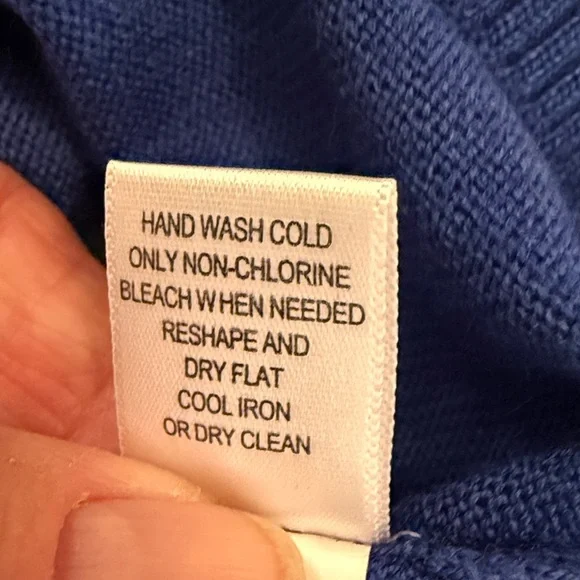 HAND WASH COLD
ONLY NON-CHLORINE
BLEACH WHEN NEEDED
RESHAPE AND
DRY FLAT
COOL IRON
OR DRY CLEAN